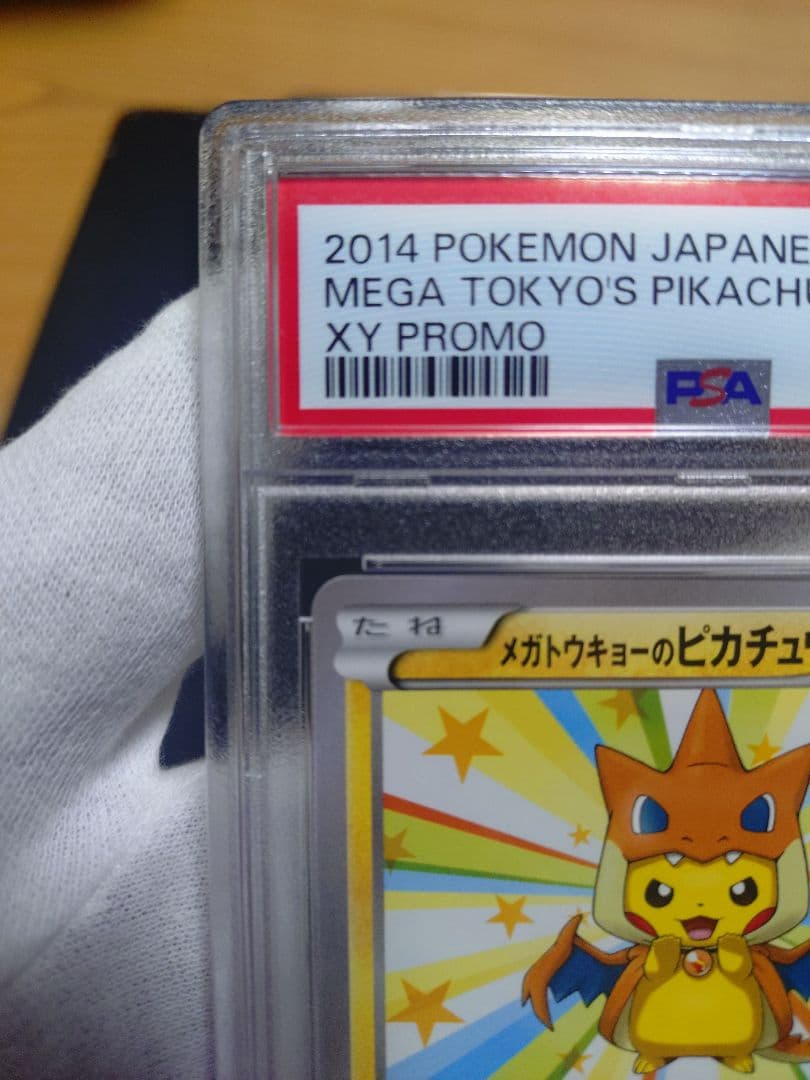 2014 POKEMON JAPANE
MEGA TOKYO'S PIKACHU
XY PROMO
PSA
たね
メガトウキョーのピカチュウ